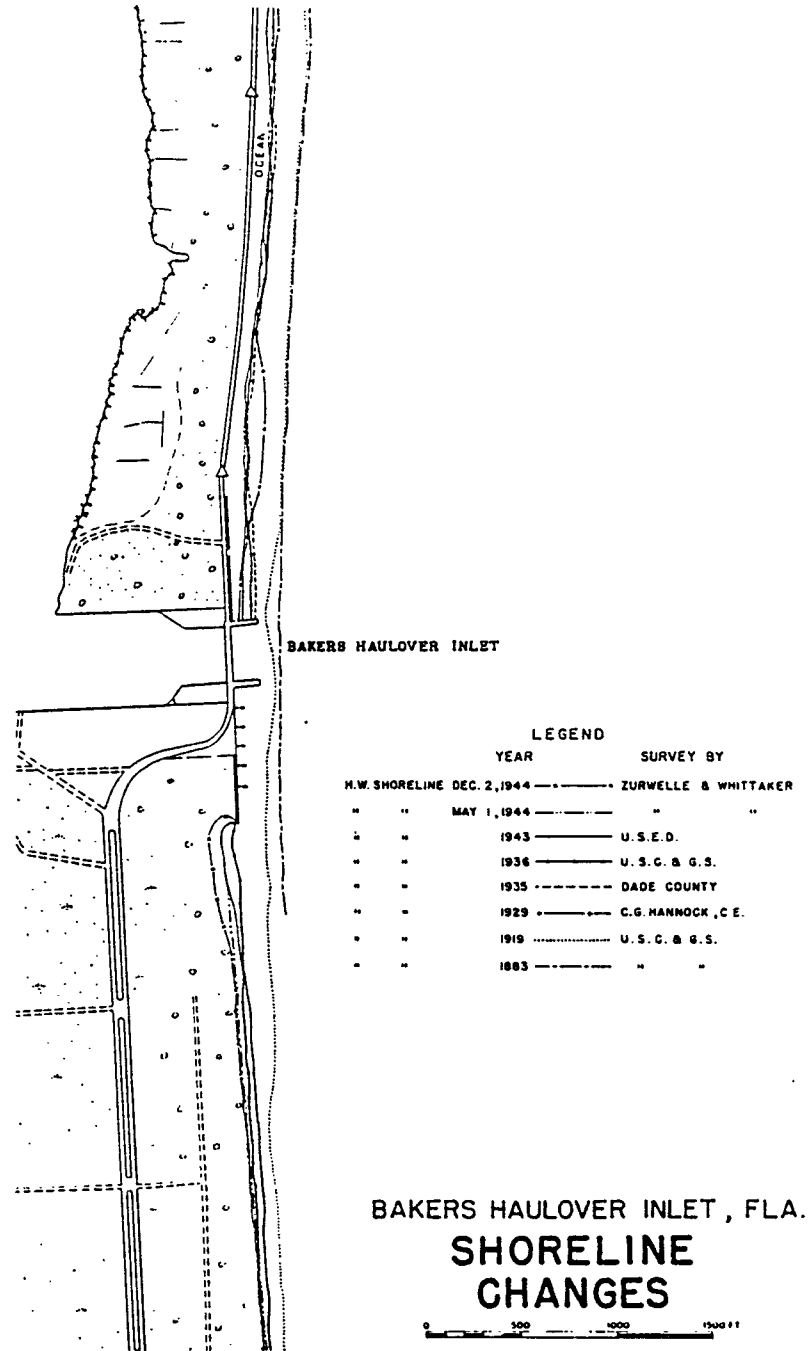 OCEAN
BAKERS HAULOVER INLET
LEGEND
YEAR SURVEY BY
H.W. SHORELINE DEC. 2, 1944 ZURWELLE & WHITTAKER
" " MAY 1, 1944 " "
" " 1943 U.S.E.D.
" " 1936 U.S.C. & G.S.
" " 1935 DADE COUNTY
" " 1929 C.G. HANNOCK, C.E.
" " 1919 U.S.C. & G.S.
" " 1883 " "
BAKERS HAULOVER INLET, FLA.
SHORELINE
CHANGES
0 500 1000 1500 FT